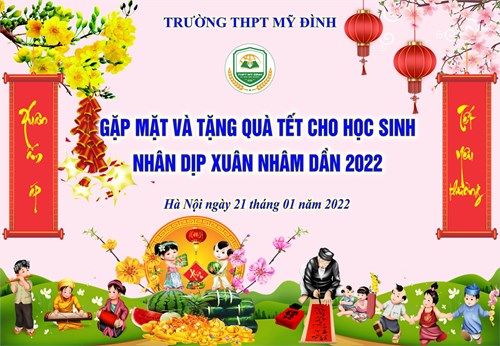 TRƯỜNG THPT MỸ ĐÌNH
GẶP MẶT VÀ TẶNG QUÀ TẾT CHO HỌC SINH
NHÂN DỊP XUÂN NHÂM DẦN 2022
Hà Nội ngày 21 tháng 01 năm 2022
Xuân
ấm
áp
Tết
yêu
thương